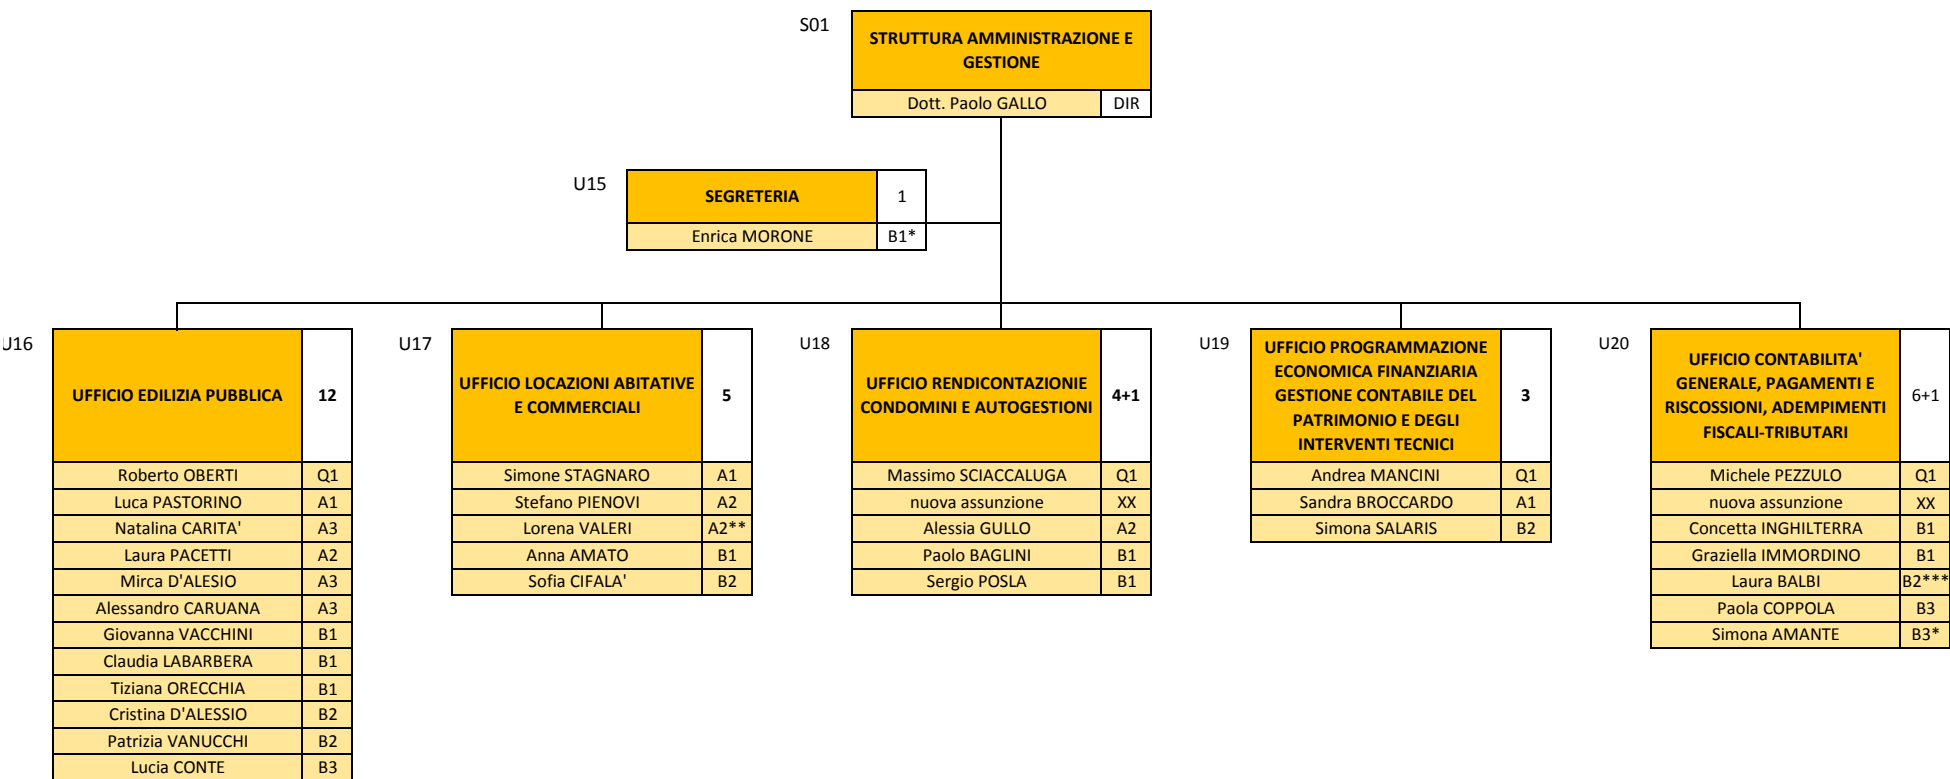 S01
STRUTTURA AMMINISTRAZIONE E
GESTIONE
Dott. Paolo GALLO DIR
U15
SEGRETERIA 1
Enrica MORONE B1*
U16
UFFICIO EDILIZIA PUBBLICA 12
Roberto OBERTI Q1
Luca PASTORINO A1
Natalina CARITA' A3
Laura PACETTI A2
Mirca D'ALESIO A3
Alessandro CARUANA A3
Giovanna VACCHINI B1
Claudia LABARBERA B1
Tiziana ORECCHIA B1
Cristina D'ALESSIO B2
Patrizia VANUCCHI B2
Lucia CONTE B3
U17
UFFICIO LOCAZIONI ABITATIVE
E COMMERCIALI 5
Simone STAGNARO A1
Stefano PIENOVI A2
Lorena VALERI A2**
Anna AMATO B1
Sofia CIFALA' B2
U18
UFFICIO RENDICONTAZIONIE
CONDOMINI E AUTOGESTIONI 4+1
Massimo SCIACCALUGA Q1
nuova assunzione XX
Alessia GULLO A2
Paolo BAGLINI B1
Sergio POSLA B1
U19
UFFICIO PROGRAMMAZIONE
ECONOMICA FINANZIARIA
GESTIONE CONTABILE DEL 3
PATRIMONIO E DEGLI
INTERVENTI TECNICI
Andrea MANCINI Q1
Sandra BROCCARDO A1
Simona SALARIS B2
U20
UFFICIO CONTABILITA'
GENERALE, PAGAMENTI E
RISCOSSIONI, ADEMPIMENTI 6+1
FISCALI-TRIBUTARI
Michele PEZZULO Q1
nuova assunzione XX
Concetta INGHILTERRA B1
Graziella IMMORDINO B1
Laura BALBI B2***
Paola COPPOLA B3
Simona AMANTE B3*